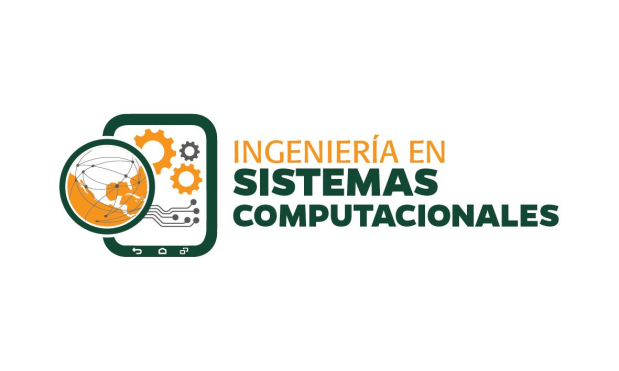 INGENIERÍA EN
SISTEMAS
COMPUTACIONALES